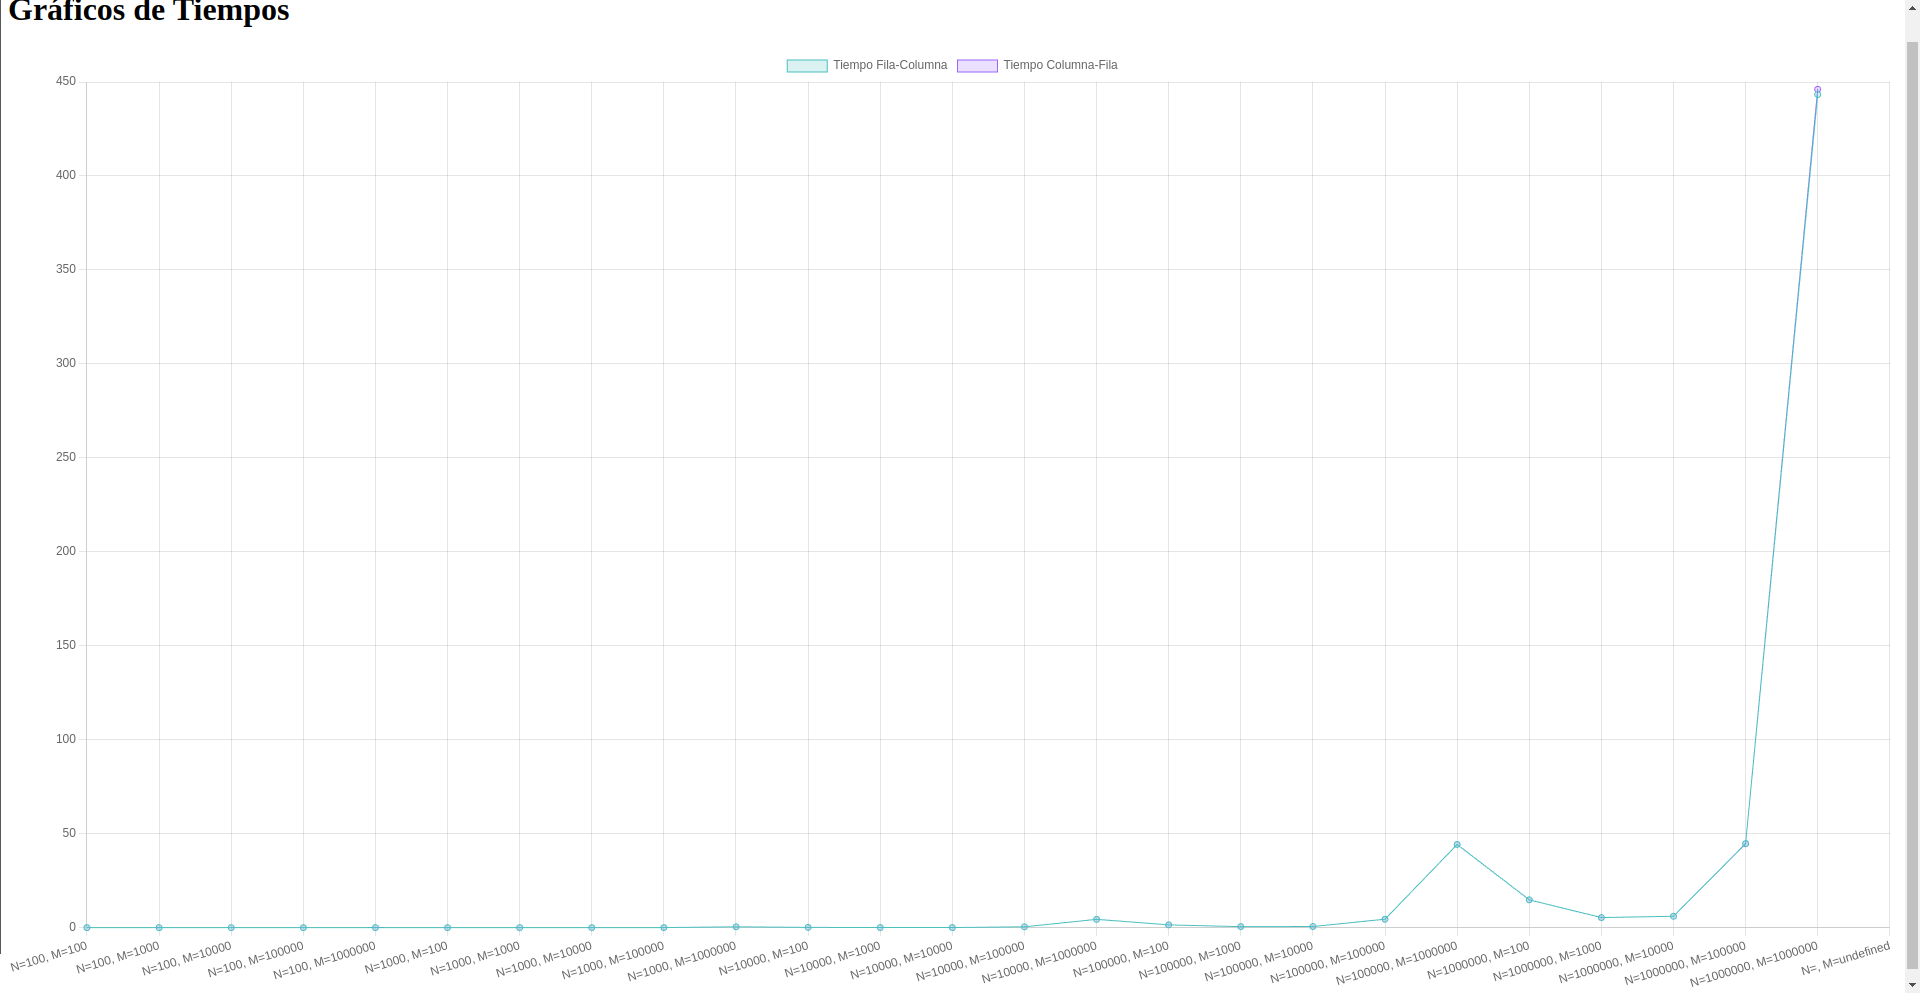 Gráficos de Tiempos
Tiempo Fila-Columna Tiempo Columna-Fila
450
400
350
300
250
200
150
100
50
0
N=100, M=100
N=100, M=1000
N=100, M=10000
N=100, M=100000
N=100, M=1000000
N=1000, M=100
N=1000, M=1000
N=1000, M=10000
N=1000, M=100000
N=1000, M=1000000
N=10000, M=100
N=10000, M=1000
N=10000, M=10000
N=10000, M=100000
N=10000, M=1000000
N=100000, M=100
N=100000, M=1000
N=100000, M=10000
N=100000, M=100000
N=100000, M=1000000
N=1000000, M=100
N=1000000, M=1000
N=1000000, M=10000
N=1000000, M=100000
N=1000000, M=1000000
N=, M=undefined